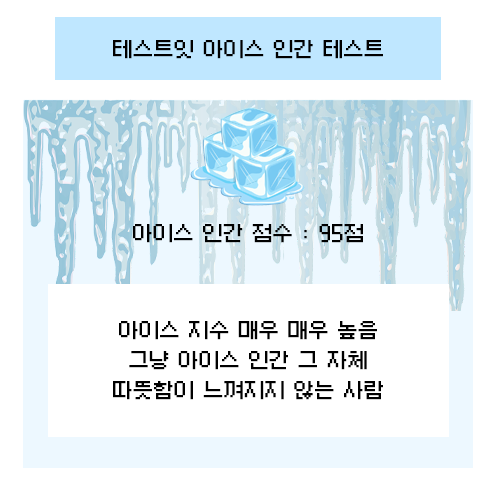 테스트잇 아이스 인간 테스트
아이스 인간 점수 : 95점
아이스 지수 매우 매우 높음
그냥 아이스 인간 그 자체
따뜻함이 느껴지지 않는 사람